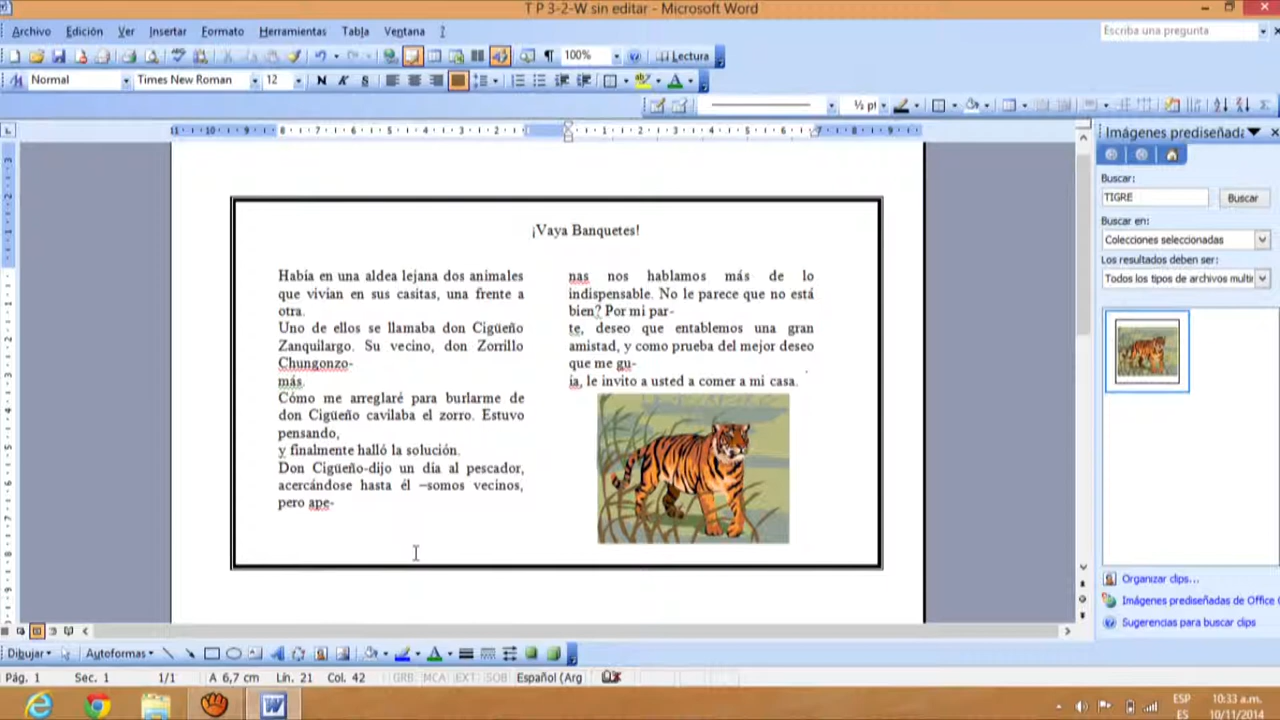 T P 3-2-W sin editar - Microsoft Word
Archivo Edición Ver Insertar Formato Herramientas Tabla Ventana
Escriba una pregunta
100% Lectura
Normal Times New Roman 12 N K S
½ pt
Imágenes prediseñada
Buscar:
TIGRE Buscar
Buscar en:
Colecciones seleccionadas
Los resultados deben ser:
Todos los tipos de archivos multir
Organizar clips...
Imágenes prediseñadas de Office
Sugerencias para buscar clips
¡Vaya Banquetes!
Había en una aldea lejana dos animales
que vivían en sus casitas, una frente a
otra.
Uno de ellos se llamaba don Cigüeño
Zanquilargo. Su vecino, don Zorrillo
Chungonzo-
más.
Cómo me arreglaré para burlarme de
don Cigüeño cavilaba el zorro. Estuvo
pensando,
y finalmente halló la solución.
Don Cigüeño-dijo un día al pescador,
acercándose hasta él –somos vecinos,
pero ape-
nas nos hablamos más de lo
indispensable. No le parece que no está
bien? Por mi par-
te, deseo que entablemos una gran
amistad, y como prueba del mejor deseo
que me gu-
ía, le invito a usted a comer a mi casa.
Dibujar Autoformas
Pág. 1 Sec. 1 1/1 A 6,7 cm Lín. 21 Col. 42 GRB MCA EXT SOB Español (Arg
ESP
ES
10:33 a.m.
10/11/2014